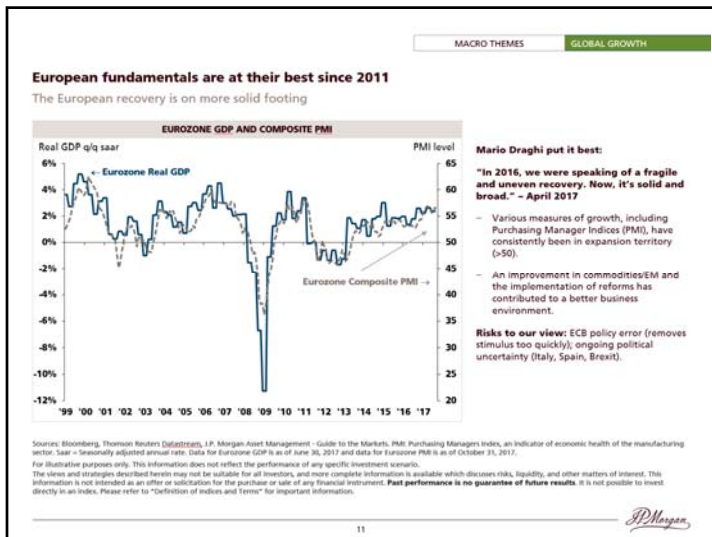 MACRO THEMES
GLOBAL GROWTH
European fundamentals are at their best since 2011
The European recovery is on more solid footing
EUROZONE GDP AND COMPOSITE PMI
Real GDP q/q saar
PMI level
6%
4%
2%
0%
-2%
-4%
-6%
-8%
-10%
-12%
65
60
55
50
45
40
35
30
25
20
Eurozone Real GDP
Eurozone Composite PMI
'99 '00 '01 '02 '03 '04 '05 '06 '07 '08 '09 '10 '11 '12 '13 '14 '15 '16 '17
Mario Draghi put it best:
"In 2016, we were speaking of a fragile
and uneven recovery. Now, it's solid and
broad." – April 2017
– Various measures of growth, including
Purchasing Manager Indices (PMI), have
consistently been in expansion territory
(>50).
– An improvement in commodities/EM and
the implementation of reforms has
contributed to a better business
environment.
Risks to our view: ECB policy error (removes
stimulus too quickly); ongoing political
uncertainty (Italy, Spain, Brexit).
Sources: Bloomberg, Thomson Reuters Datastream, J.P. Morgan Asset Management - Guide to the Markets. PMI: Purchasing Managers Index, an indicator of economic health of the manufacturing
sector. Saar = Seasonally adjusted annual rate. Data for Eurozone GDP is as of June 30, 2017 and data for Eurozone PMI is as of October 31, 2017.
For illustrative purposes only. This information does not reflect the performance of any specific investment scenario.
The views and strategies described herein may not be suitable for all investors, and more complete information is available which discusses risks, liquidity, and other matters of interest. This
information is not intended as an offer or solicitation for the purchase or sale of any financial instrument. Past performance is no guarantee of future results. It is not possible to invest
directly in an index. Please refer to "Definition of Indices and Terms" for important information.
11
J.P.Morgan